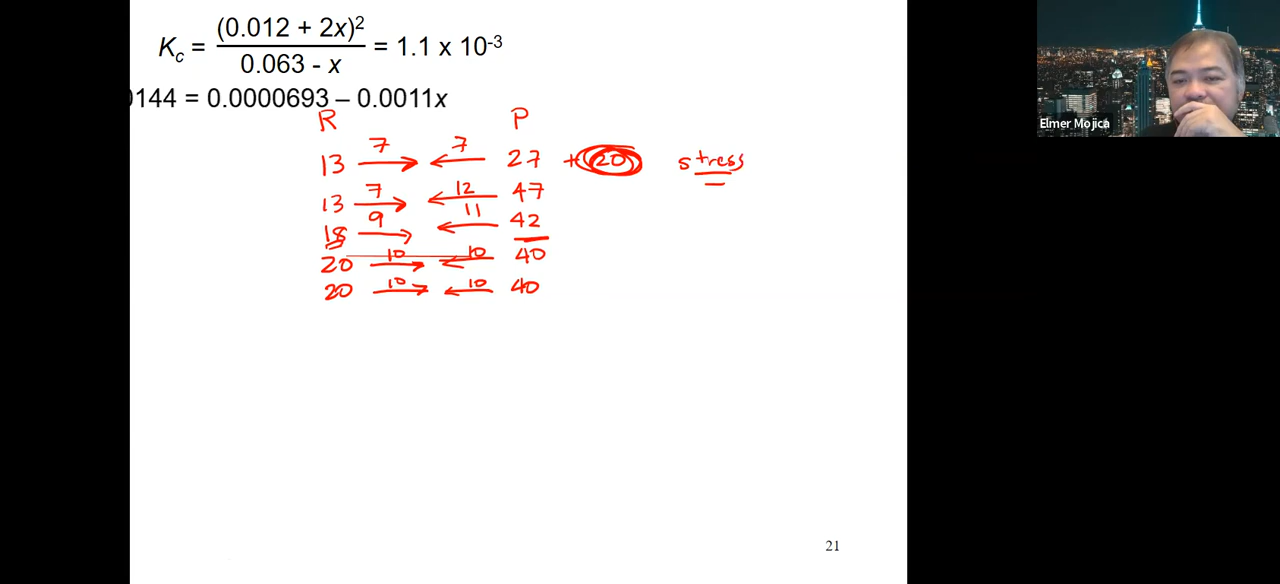 Kc = (0.012 + 2x)² / 0.063 - x = 1.1 x 10⁻³
0144 = 0.0000693 – 0.0011x
R P
7 7
13 → ← 27 + 20 stress
7 12
13 → ← 47
9 11
18 → ← 42
10 10
20 → ← 40
10 10
20 → ← 40
21
Elmer Mojica